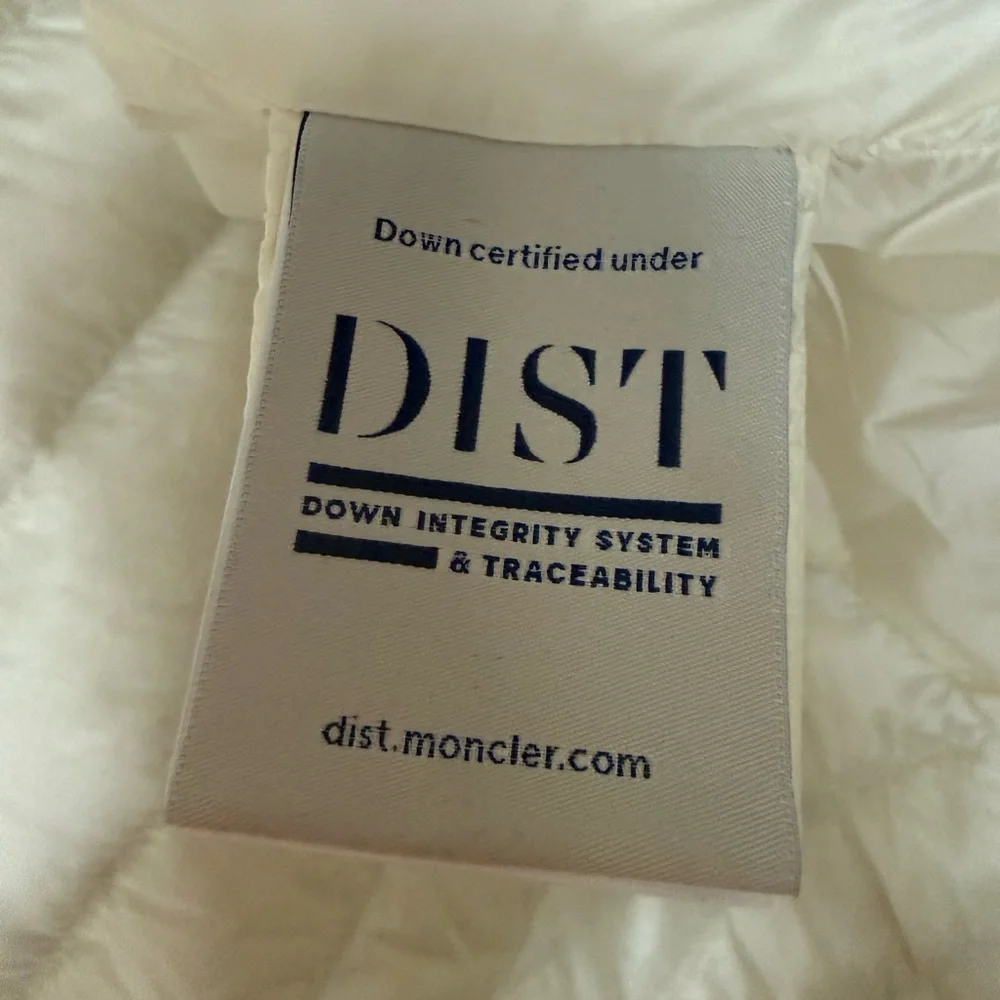 Down certified under
DIST
DOWN INTEGRITY SYSTEM
& TRACEABILITY
dist.moncler.com